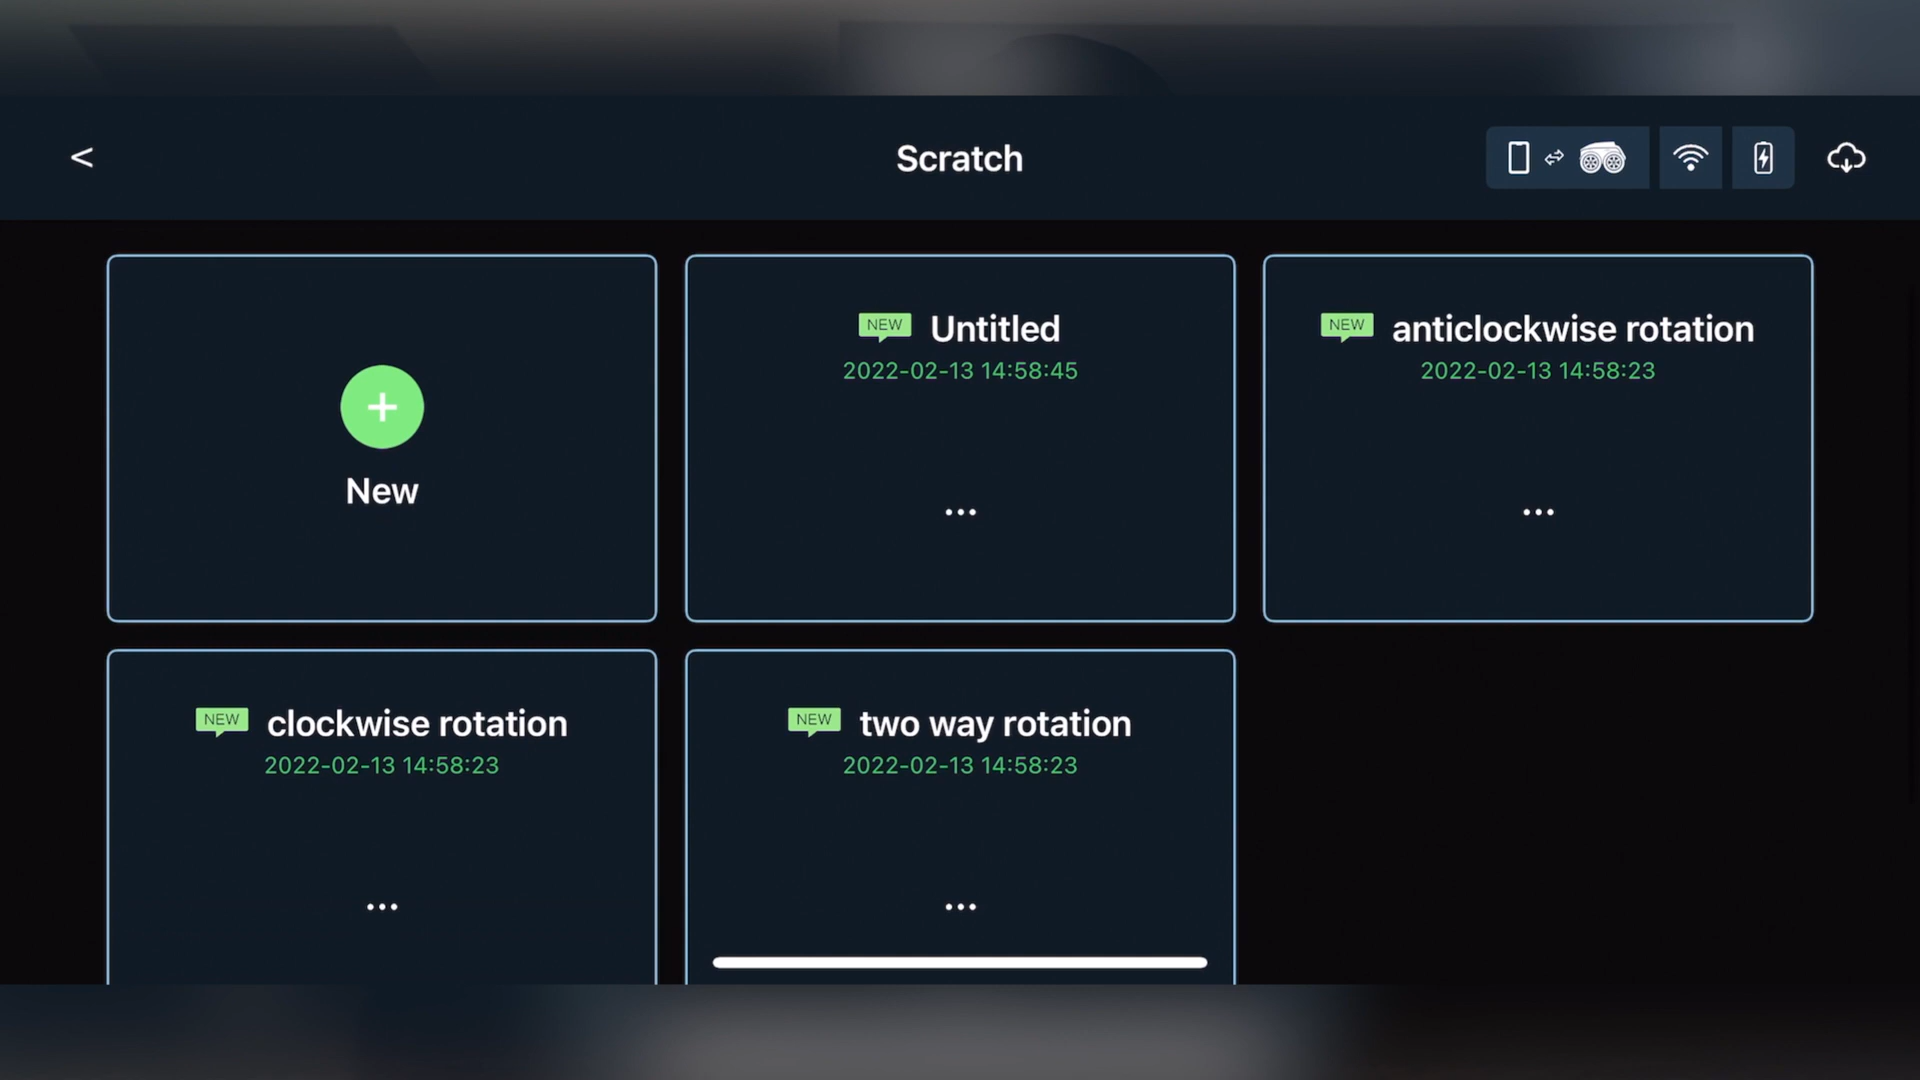 <
Scratch
New
NEW Untitled
2022-02-13 14:58:45
...
NEW anticlockwise rotation
2022-02-13 14:58:23
...
NEW clockwise rotation
2022-02-13 14:58:23
...
NEW two way rotation
2022-02-13 14:58:23
...